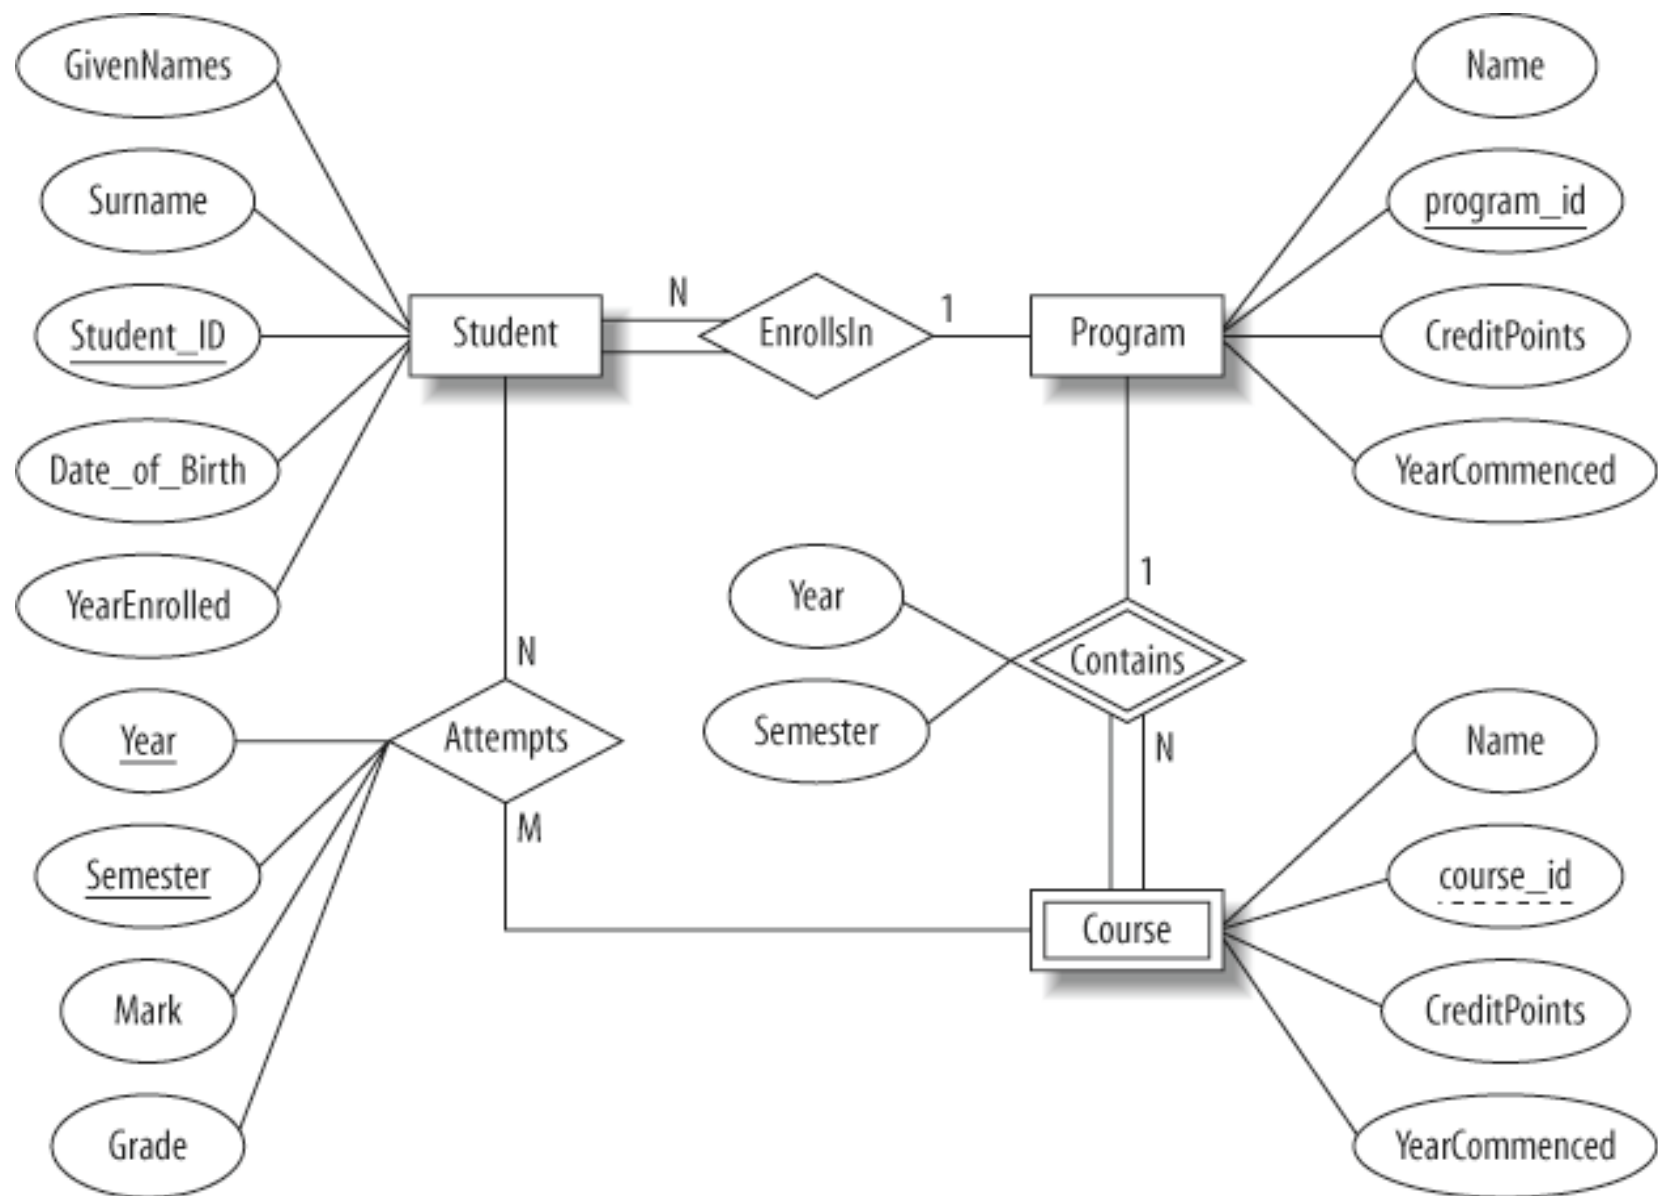 GivenNames
Name
Surname
program_id
Student_ID
Student
N
EnrollsIn
1
Program
CreditPoints
Date_of_Birth
YearCommenced
YearEnrolled
Year
1
N
Contains
Year
Attempts
Semester
N
Name
M
Semester
course_id
Course
Mark
CreditPoints
Grade
YearCommenced